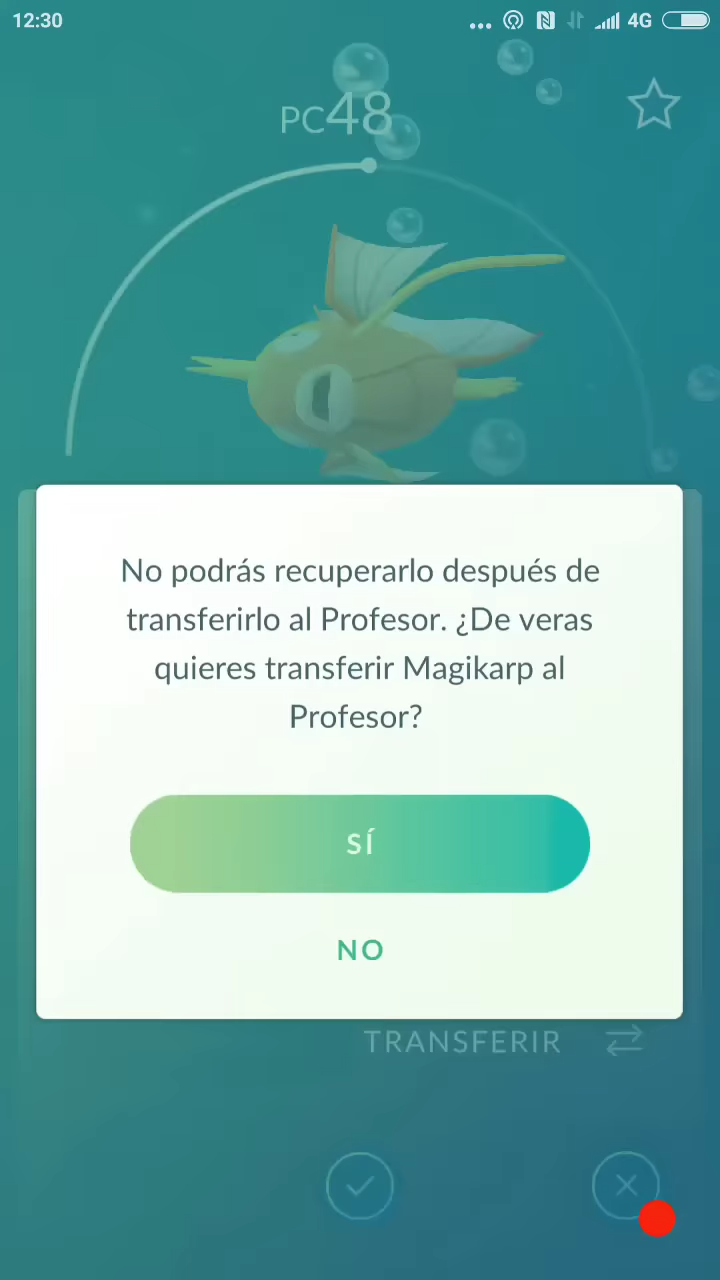 12:30
4G
PC48
No podrás recuperarlo después de
transferirlo al Profesor. ¿De veras
quieres transferir Magikarp al
Profesor?
SÍ
NO
TRANSFERIR